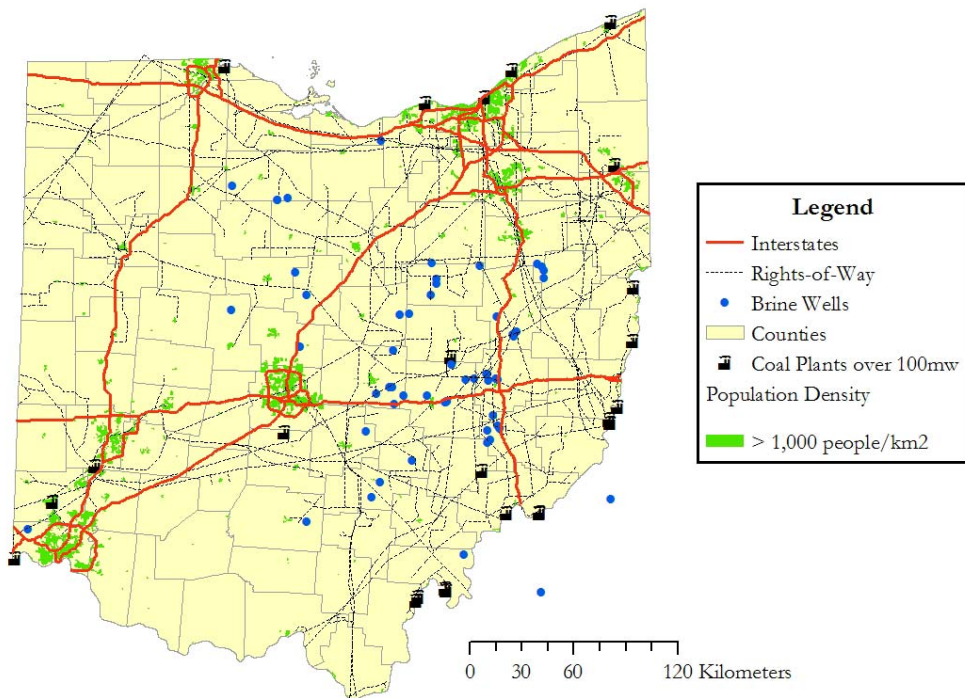 Legend
Interstates
Rights-of-Way
Brine Wells
Counties
Coal Plants over 100mw
Population Density
> 1,000 people/km2
0 30 60 120 Kilometers